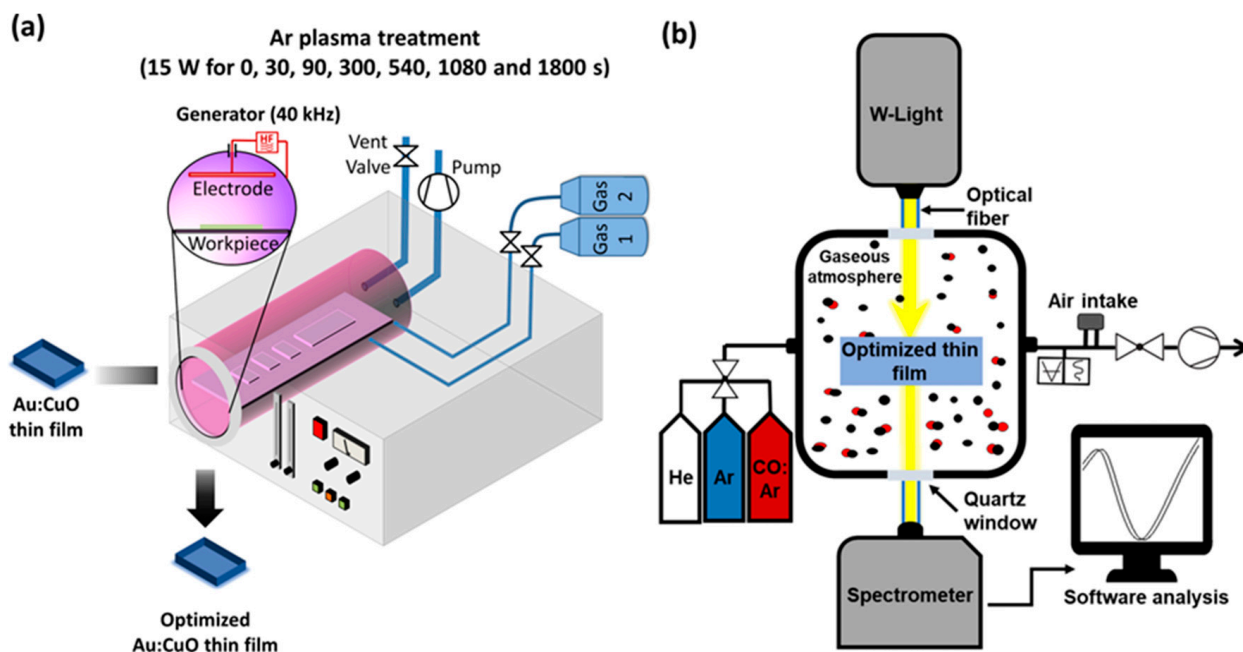 (a)
Ar plasma treatment
(15 W for 0, 30, 90, 300, 540, 1080 and 1800 s)
Generator (40 kHz)
HF
Electrode
Workpiece
Vent
Valve
Pump
Gas
2
Gas
1
Au:CuO
thin film
Optimized
Au:CuO thin film
(b)
W-Light
Optical
fiber
Gaseous
atmosphere
Air intake
Optimized thin
film
He
Ar
CO:
Ar
Quartz
window
Spectrometer
Software analysis